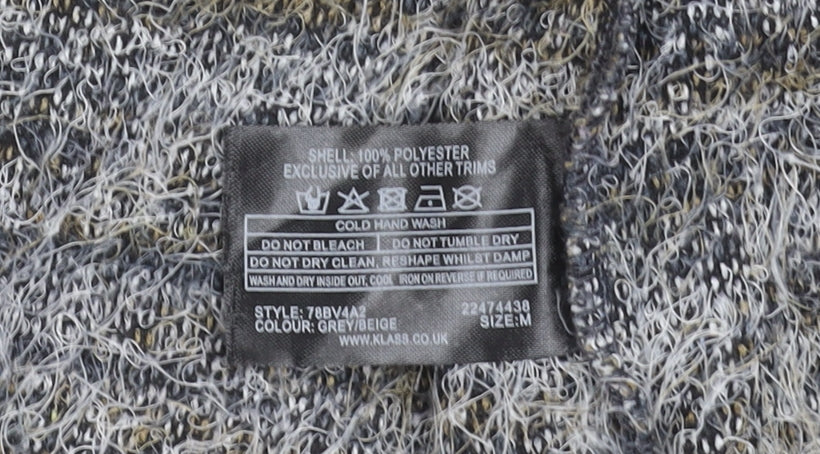 SHELL: 100% POLYESTER
EXCLUSIVE OF ALL OTHER TRIMS
COLD HAND WASH
DO NOT BLEACH DO NOT TUMBLE DRY
DO NOT DRY CLEAN, RESHAPE WHILST DAMP
WASH AND DRY INSIDE OUT, COOL IRON ON REVERSE IF REQUIRED
STYLE: 78BV4A2 22474438
COLOUR: GREY/BEIGE SIZE:M
WWW.KLASS.CO.UK